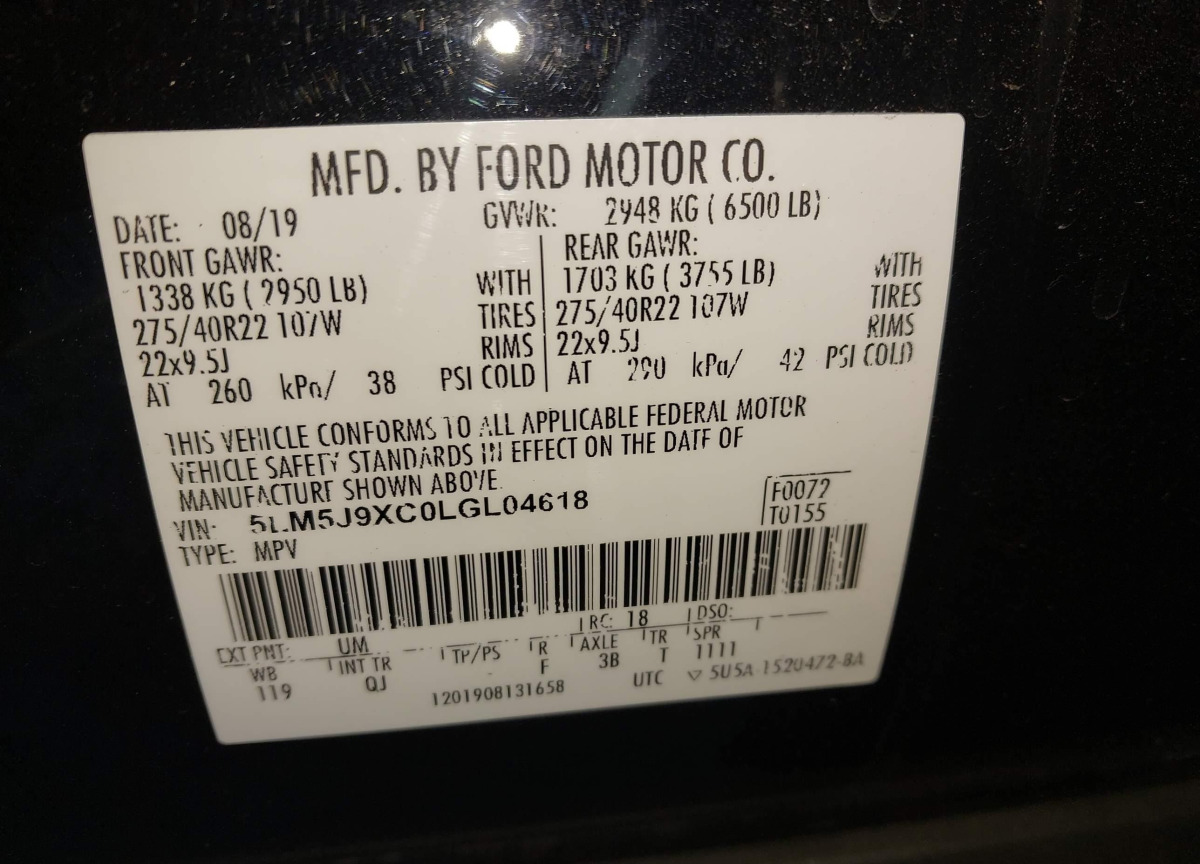 MFD. BY FORD MOTOR CO.
DATE: 08/19 GVWR: 2948 KG ( 6500 LB)
FRONT GAWR: REAR GAWR:
1338 KG ( 2950 LB) WITH 1703 KG ( 3755 LB) WITH
275/40R22 107W TIRES 275/40R22 107W TIRES
22x9.5J RIMS 22x9.5J RIMS
AT 260 kPa/ 38 PSI COLD AT 290 kPa/ 42 PSI COLD
THIS VEHICLE CONFORMS TO ALL APPLICABLE FEDERAL MOTOR
VEHICLE SAFETY STANDARDS IN EFFECT ON THE DATE OF
MANUFACTURE SHOWN ABOVE.
VIN: 5LM5J9XC0LGL04618 F0072
TYPE: MPV T0155
EXT PNT: UM RC: 18 DSO:
WB INT TR TP/PS R AXLE TR SPR
119 QJ F 3B T 1111
1201908131658 UTC ▽ 5U5A-1520472-BA